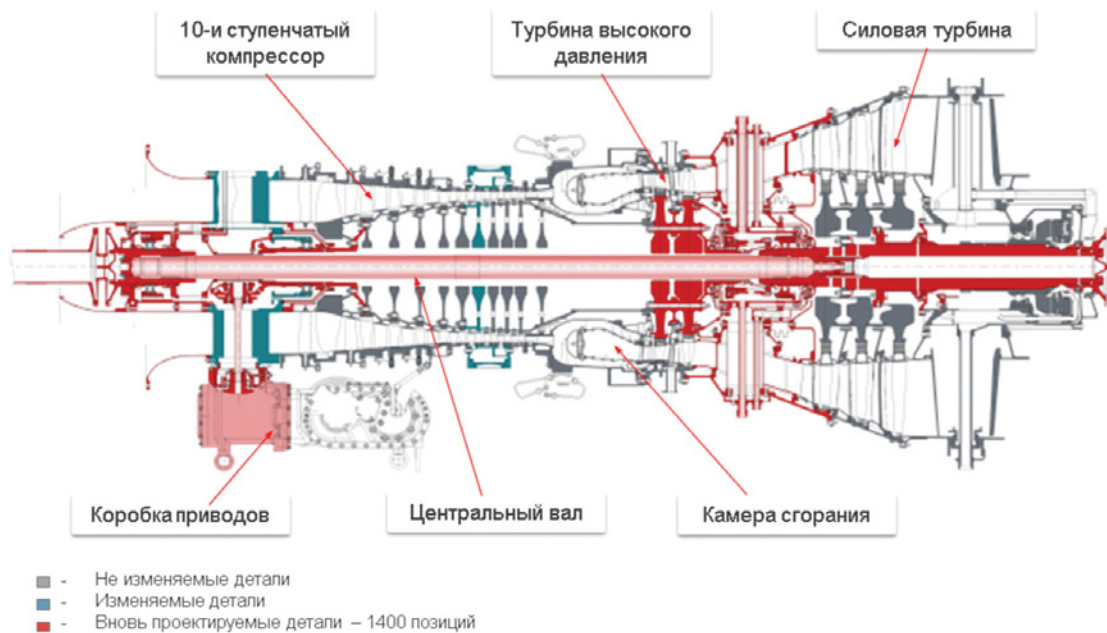 10-и ступенчатый
компрессор
Турбина высокого
давления
Силовая турбина
Коробка приводов
Центральный вал
Камера сгорания
- Не изменяемые детали
- Изменяемые детали
- Вновь проектируемые детали – 1400 позиций